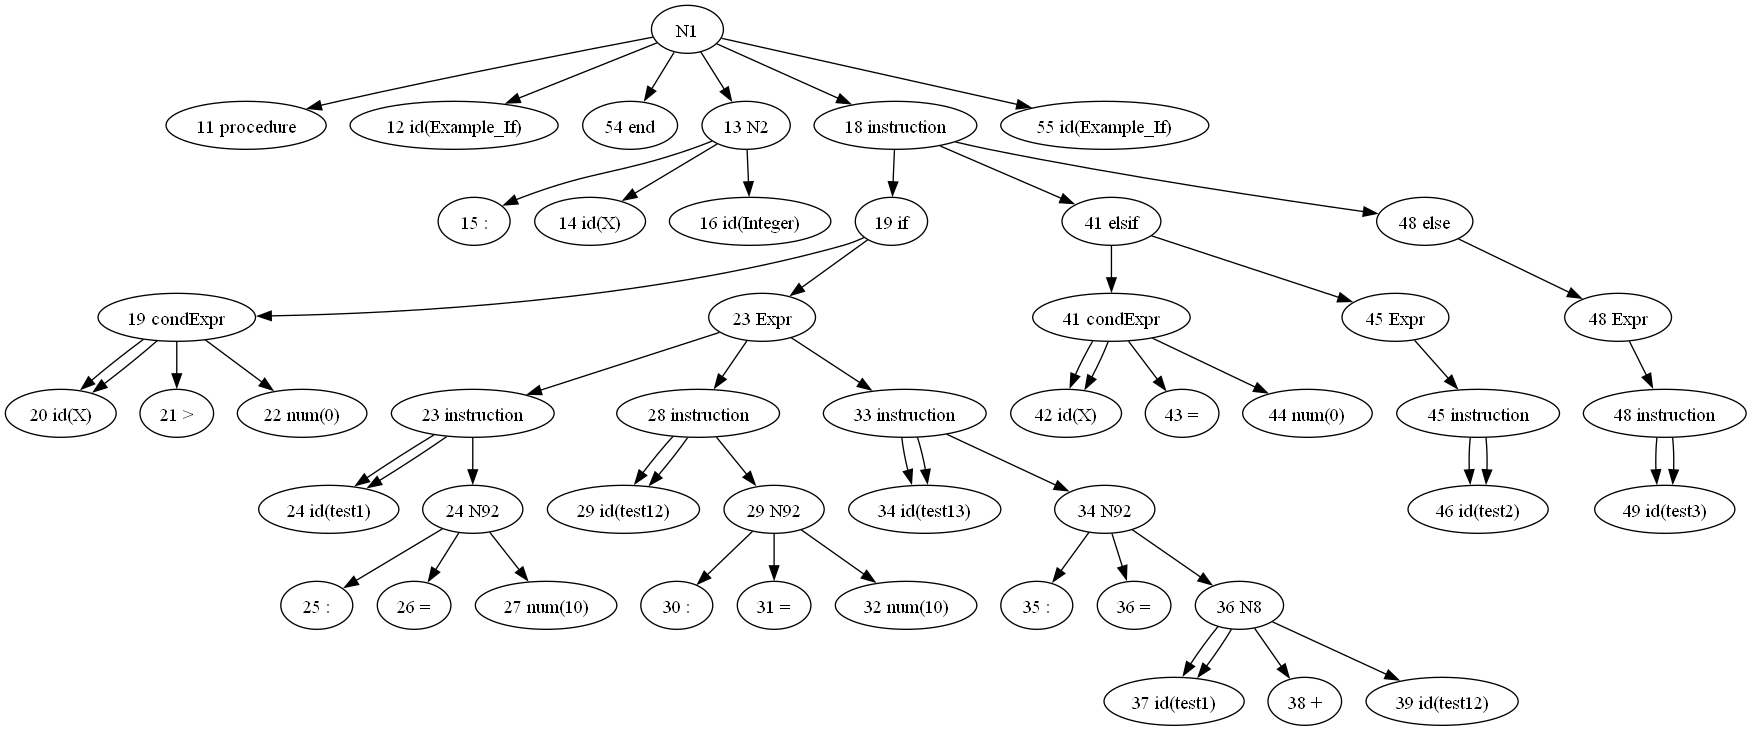 N1
11 procedure
12 id(Example_If)
54 end
13 N2
18 instruction
55 id(Example_If)
15 :
14 id(X)
16 id(Integer)
19 if
41 elsif
48 else
19 condExpr
23 Expr
41 condExpr
45 Expr
48 Expr
20 id(X)
21 >
22 num(0)
23 instruction
28 instruction
33 instruction
42 id(X)
43 =
44 num(0)
45 instruction
48 instruction
24 id(test1)
24 N92
29 id(test12)
29 N92
34 id(test13)
34 N92
46 id(test2)
49 id(test3)
25 :
26 =
27 num(10)
30 :
31 =
32 num(10)
35 :
36 =
36 N8
37 id(test1)
38 +
39 id(test12)